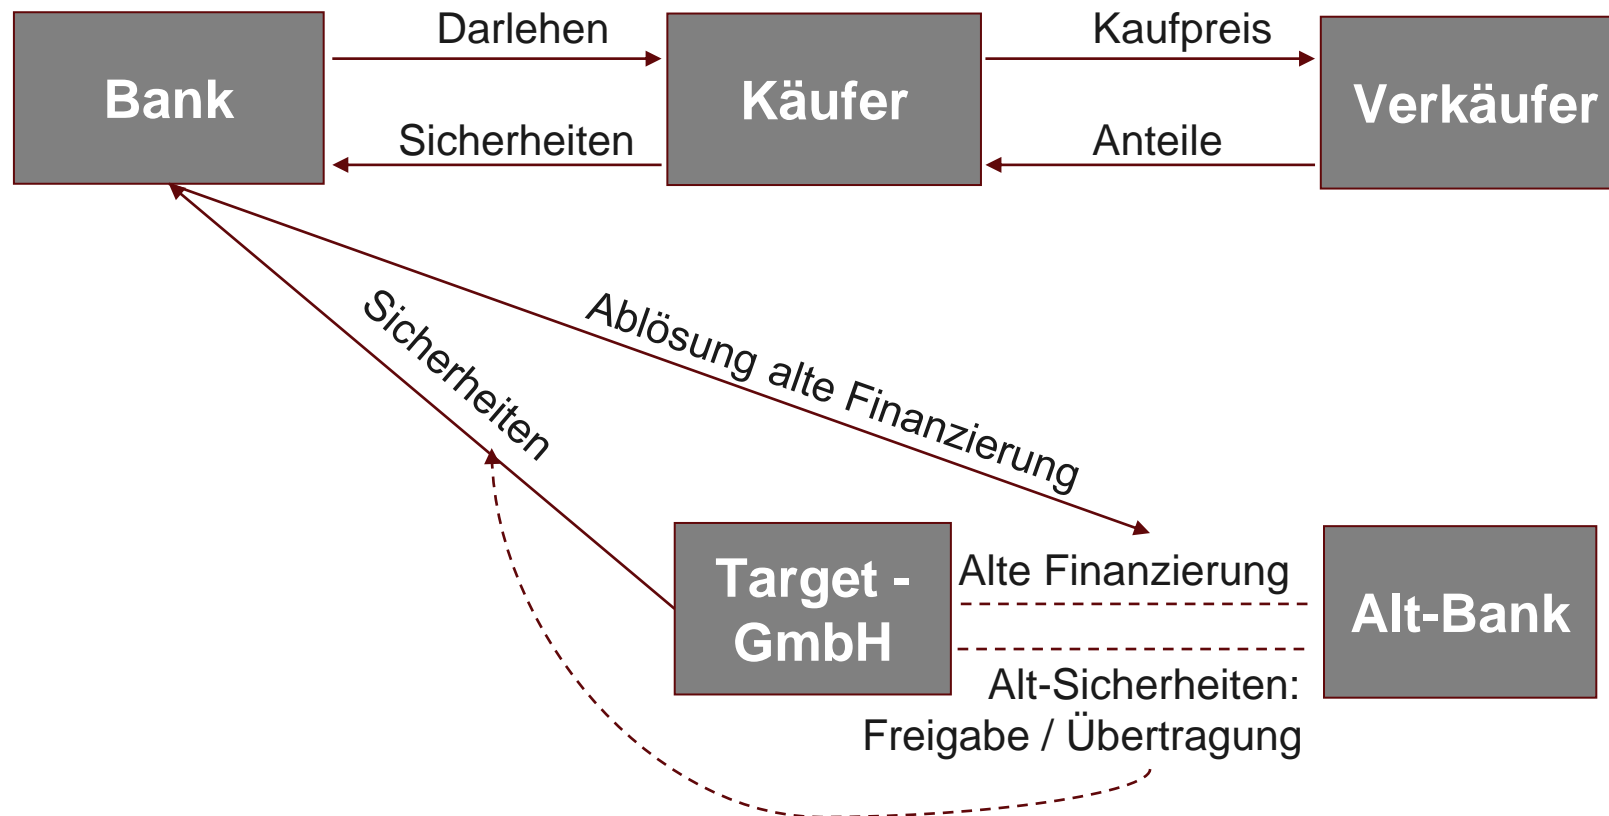 Darlehen
Kaufpreis
Bank
Käufer
Verkäufer
Sicherheiten
Anteile
Sicherheiten
Ablösung alte Finanzierung
Target -
GmbH
Alte Finanzierung
Alt-Bank
Alt-Sicherheiten:
Freigabe / Übertragung